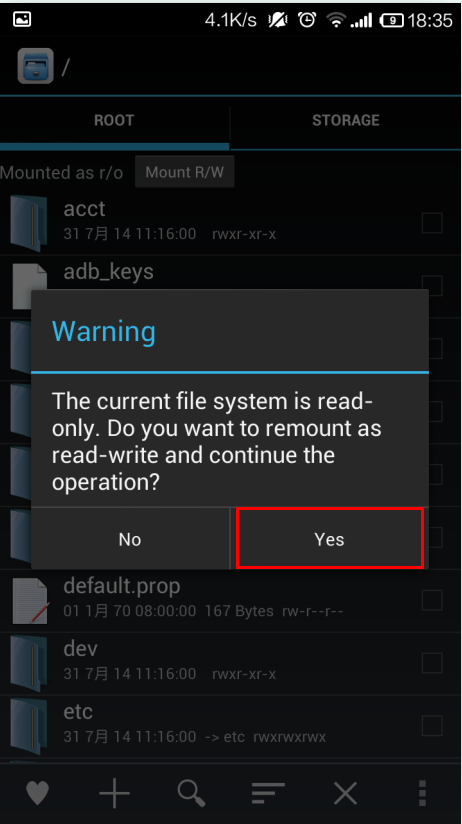 4.1K/s 9 18:35
/
ROOT STORAGE
Mounted as r/o Mount R/W
acct
31 7月 14 11:16:00 rwxr-xr-x
adb_keys
Warning
The current file system is read-
only. Do you want to remount as
read-write and continue the
operation?
No Yes
default.prop
01 1月 70 08:00:00 167 Bytes rw-r--r--
dev
31 7月 14 11:16:00 rwxr-xr-x
etc
31 7月 14 11:16:00 -> etc rwxrwxrwx